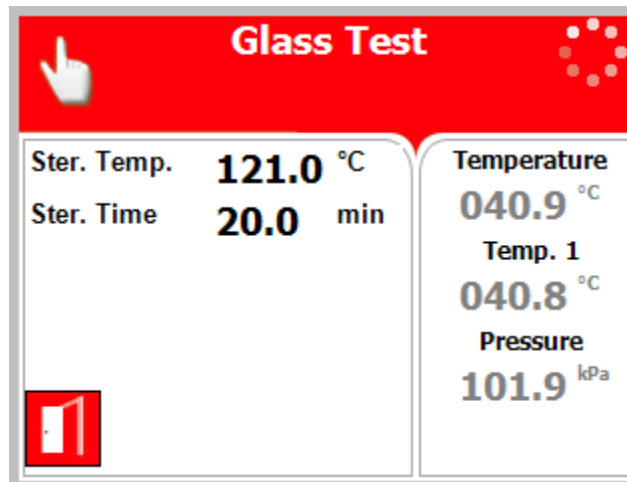 Glass Test
Ster. Temp. 121.0 °C
Ster. Time 20.0 min
Temperature
040.9 °C
Temp. 1
040.8 °C
Pressure
101.9 kPa